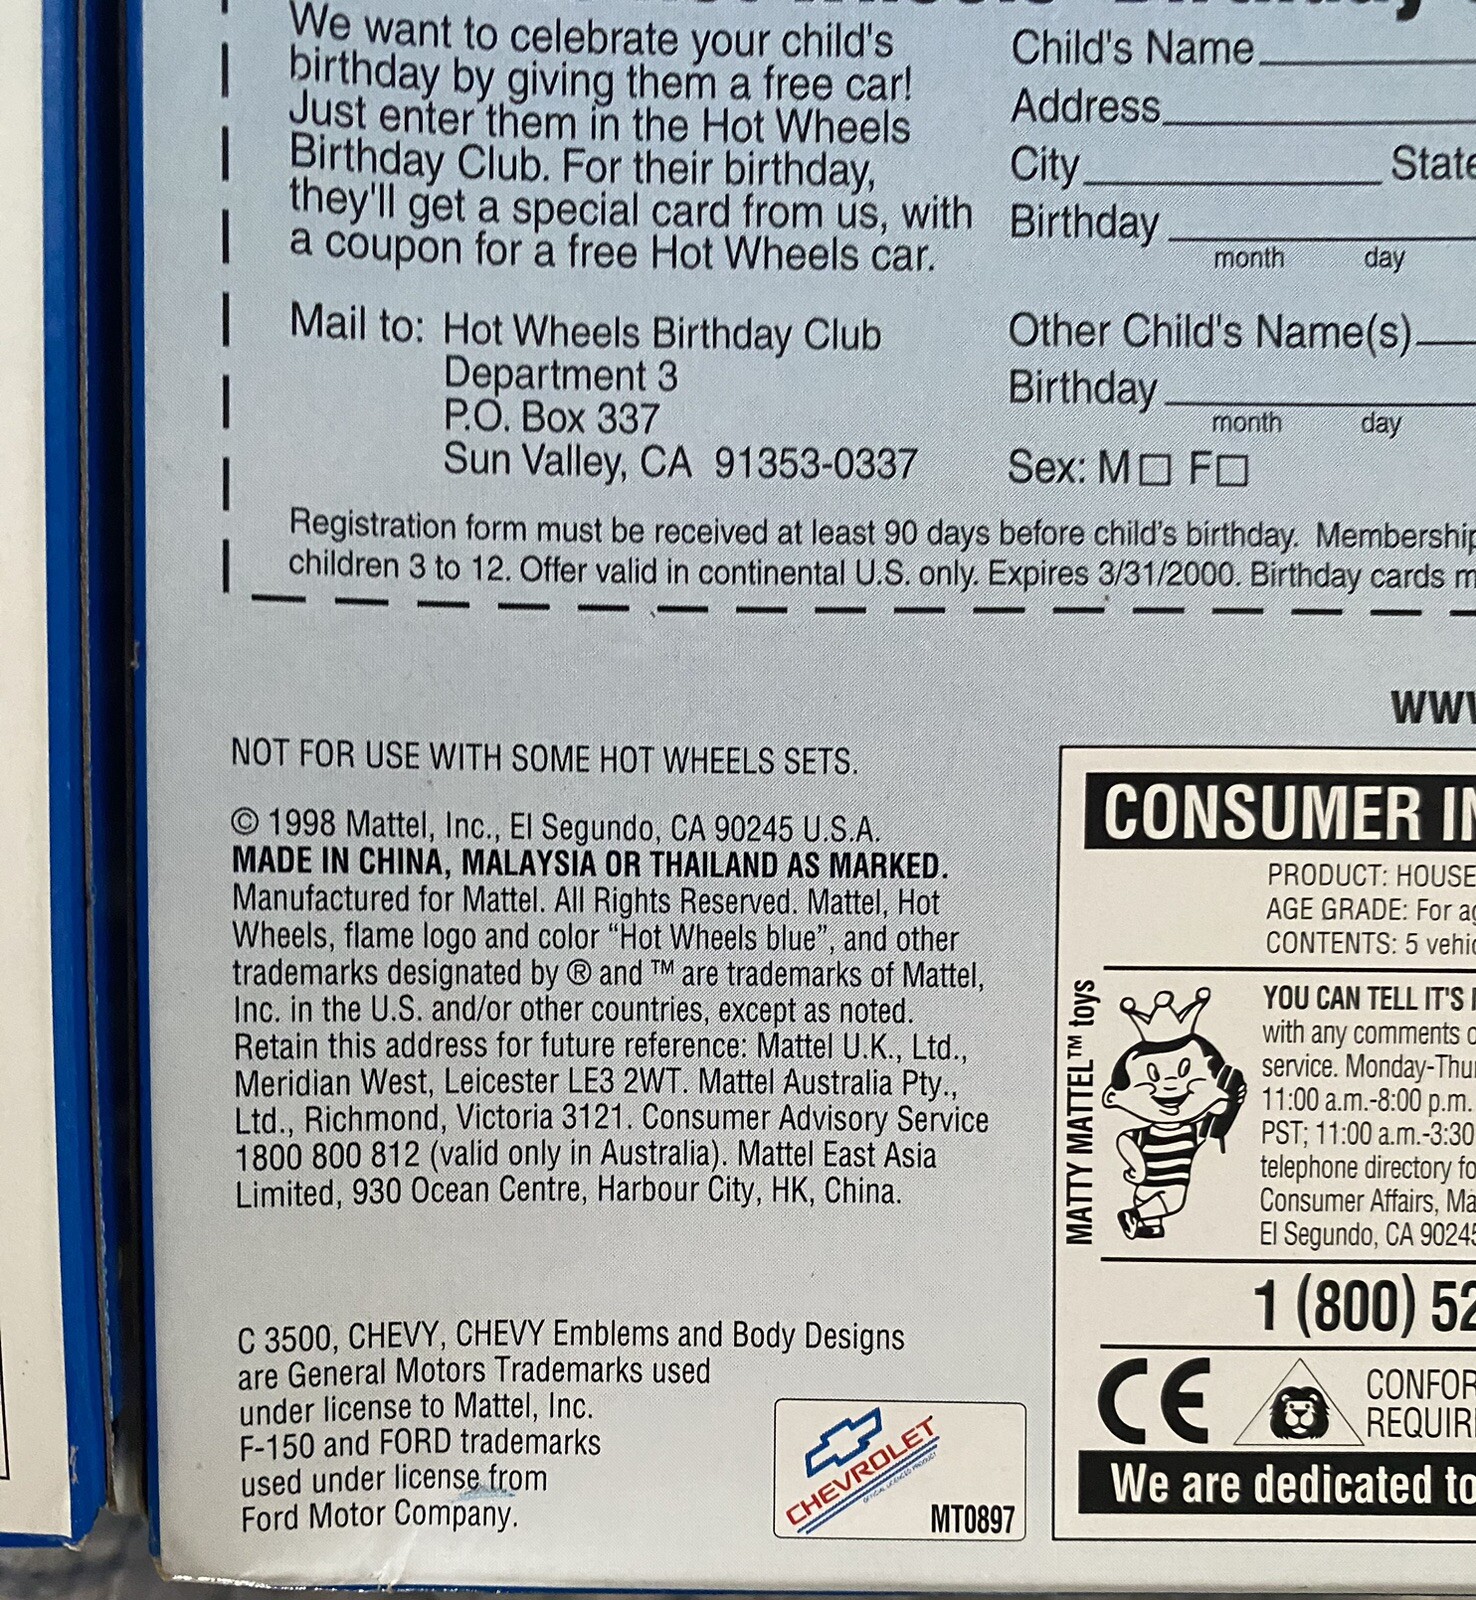 We want to celebrate your child's
birthday by giving them a free car!
Just enter them in the Hot Wheels
Birthday Club. For their birthday,
they'll get a special card from us, with
a coupon for a free Hot Wheels car.
Mail to: Hot Wheels Birthday Club
Department 3
P.O. Box 337
Sun Valley, CA 91353-0337
Child's Name
Address
City State
Birthday
month day
Other Child's Name(s)
Birthday
month day
Sex: M F
Registration form must be received at least 90 days before child's birthday. Membership
children 3 to 12. Offer valid in continental U.S. only. Expires 3/31/2000. Birthday cards
NOT FOR USE WITH SOME HOT WHEELS SETS.
© 1998 Mattel, Inc., El Segundo, CA 90245 U.S.A.
MADE IN CHINA, MALAYSIA OR THAILAND AS MARKED.
Manufactured for Mattel. All Rights Reserved. Mattel, Hot
Wheels, flame logo and color “Hot Wheels blue”, and other
trademarks designated by ® and ™ are trademarks of Mattel,
Inc. in the U.S. and/or other countries, except as noted.
Retain this address for future reference: Mattel U.K., Ltd.,
Meridian West, Leicester LE3 2WT. Mattel Australia Pty.,
Ltd., Richmond, Victoria 3121. Consumer Advisory Service
1800 800 812 (valid only in Australia). Mattel East Asia
Limited, 930 Ocean Centre, Harbour City, HK, China.
C 3500, CHEVY, CHEVY Emblems and Body Designs
are General Motors Trademarks used
under license to Mattel, Inc.
F-150 and FORD trademarks
used under license from
Ford Motor Company.
CHEVROLET
OFFICIAL LICENSED PRODUCT
MT0897
CONSUMER
PRODUCT: HOUSE
AGE GRADE: For
CONTENTS: 5
MATTY MATTEL™ toys
YOU CAN TELL IT'S
with any comments
service. Monday-
11:00 a.m.-8:00 p.m.
PST; 11:00 a.m.-3:30
telephone directory
Consumer Affairs,
El Segundo, CA 90245
1 (800) 52
CE
We are dedicated to